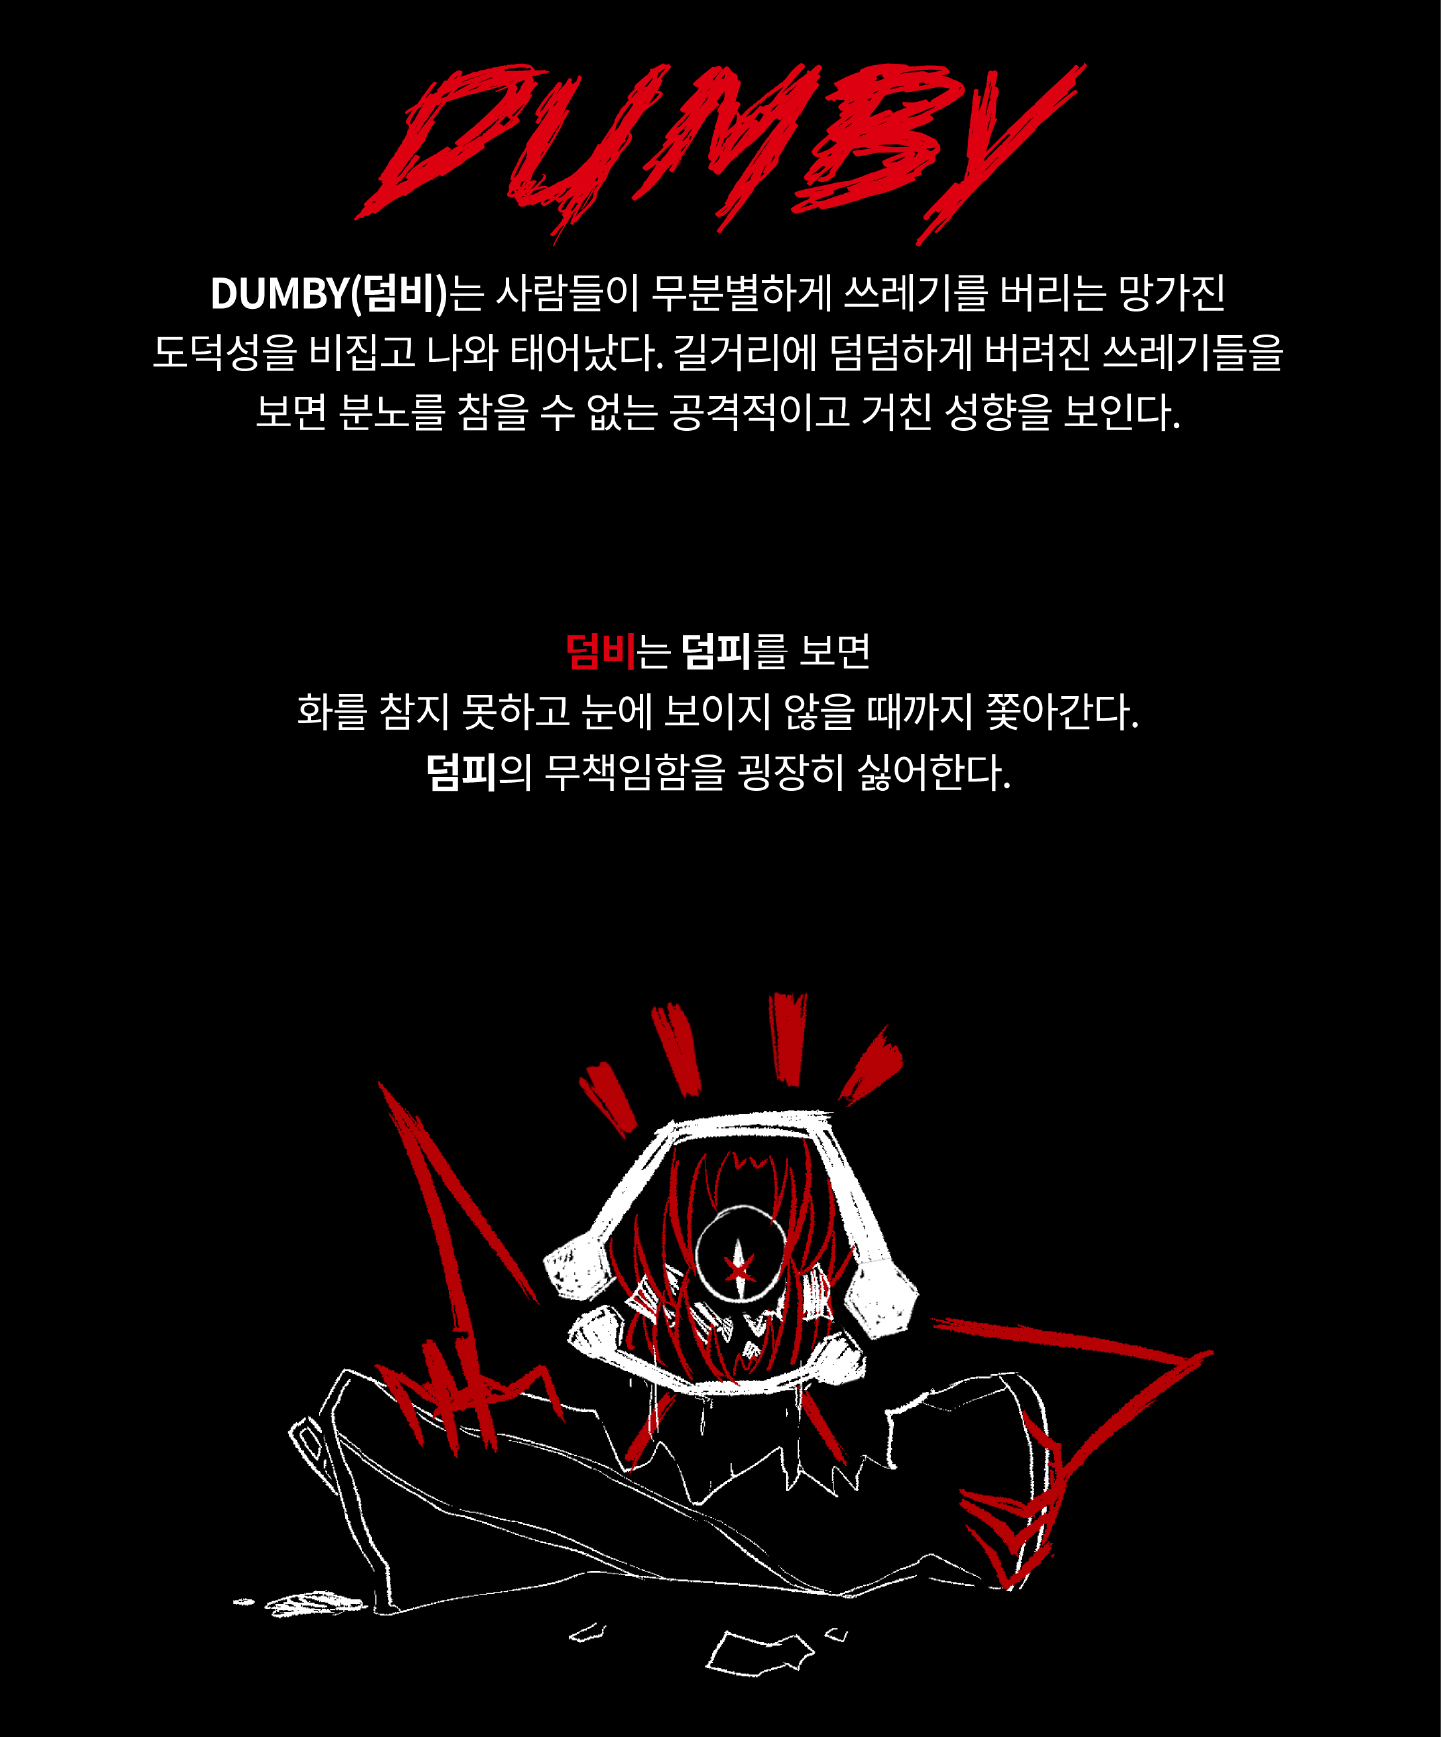 DUMBY
DUMBY(덤비)는 사람들이 무분별하게 쓰레기를 버리는 망가진
도덕성을 비집고 나와 태어났다. 길거리에 덤덤하게 버려진 쓰레기들을
보면 분노를 참을 수 없는 공격적이고 거친 성향을 보인다.
덤비는 덤피를 보면
화를 참지 못하고 눈에 보이지 않을 때까지 쫓아간다.
덤피의 무책임함을 굉장히 싫어한다.